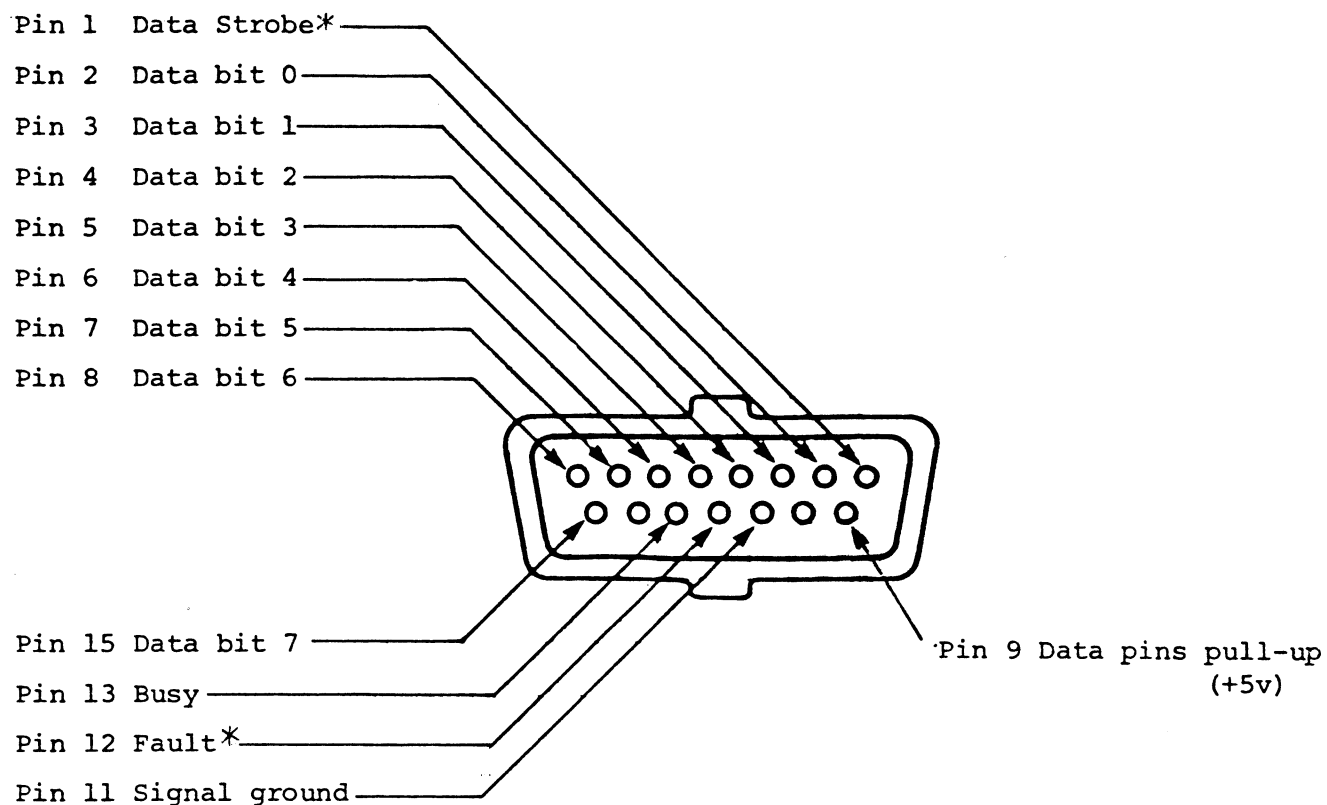 Pin 1 Data Strobe*
Pin 2 Data bit 0
Pin 3 Data bit 1
Pin 4 Data bit 2
Pin 5 Data bit 3
Pin 6 Data bit 4
Pin 7 Data bit 5
Pin 8 Data bit 6
Pin 15 Data bit 7
Pin 13 Busy
Pin 12 Fault*
Pin 11 Signal ground
Pin 9 Data pins pull-up
(+5v)